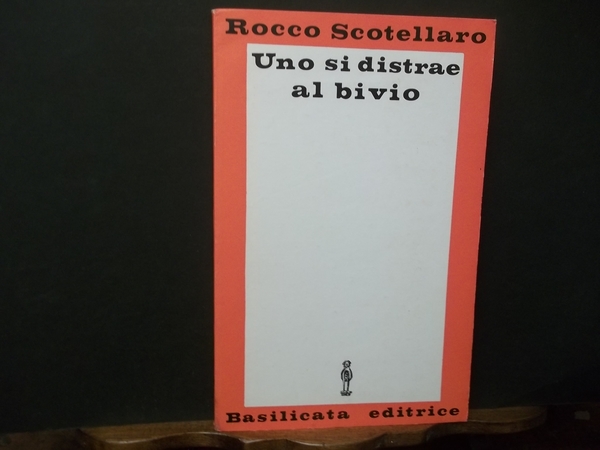 Rocco Scotellaro
Uno si distrae
al bivio
Basilicata editrice